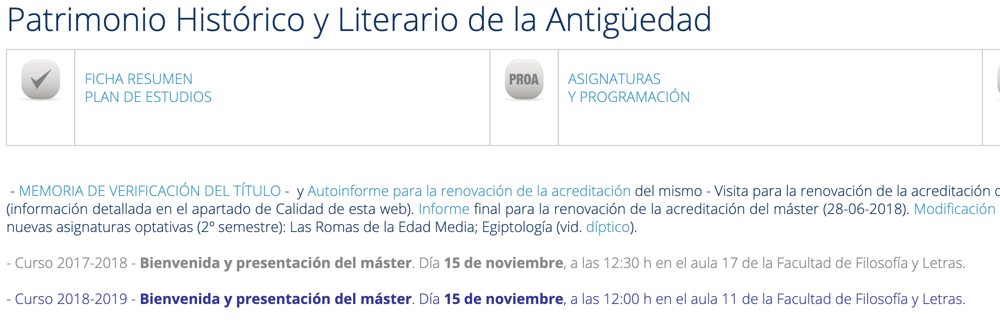 Patrimonio Histórico y Literario de la Antigüedad
FICHA RESUMEN
PLAN DE ESTUDIOS
PROA
ASIGNATURAS
Y PROGRAMACIÓN
- MEMORIA DE VERIFICACIÓN DEL TÍTULO - y Autoinforme para la renovación de la acreditación del mismo - Visita para la renovación de la acreditación
(información detallada en el apartado de Calidad de esta web). Informe final para la renovación de la acreditación del máster (28-06-2018). Modificación
nuevas asignaturas optativas (2º semestre): Las Romas de la Edad Media; Egiptología (vid. díptico).
- Curso 2017-2018 - Bienvenida y presentación del máster. Día 15 de noviembre, a las 12:30 h en el aula 17 de la Facultad de Filosofía y Letras.
- Curso 2018-2019 - Bienvenida y presentación del máster. Día 15 de noviembre, a las 12:00 h en el aula 11 de la Facultad de Filosofía y Letras.